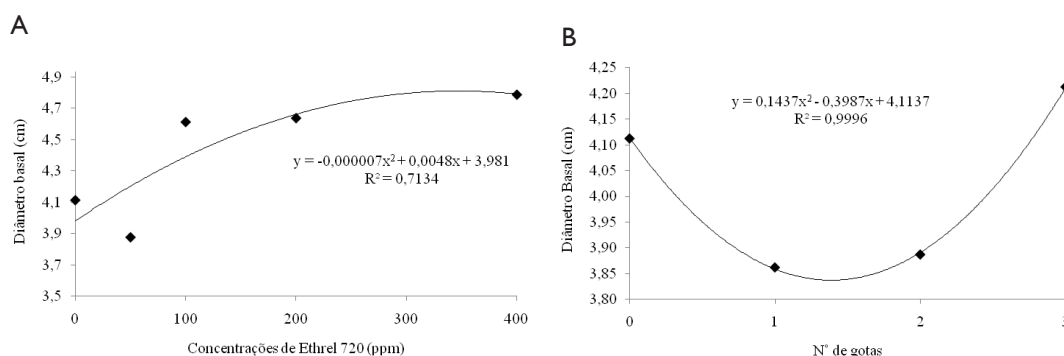 A
Diâmetro basal (cm)
4,9
4,7
4,5
4,3
4,1
3,9
3,7
3,5
y = -0,000007x² + 0,0048x + 3,981
R² = 0,7134
0
100
200
300
400
Concentrações de Ethrel 720 (ppm)
B
Diâmetro Basal (cm)
4,25
4,20
4,15
4,10
4,05
4,00
3,95
3,90
3,85
3,80
y = 0,1437x² - 0,3987x + 4,1137
R² = 0,9996
0
1
2
3
N° de gotas